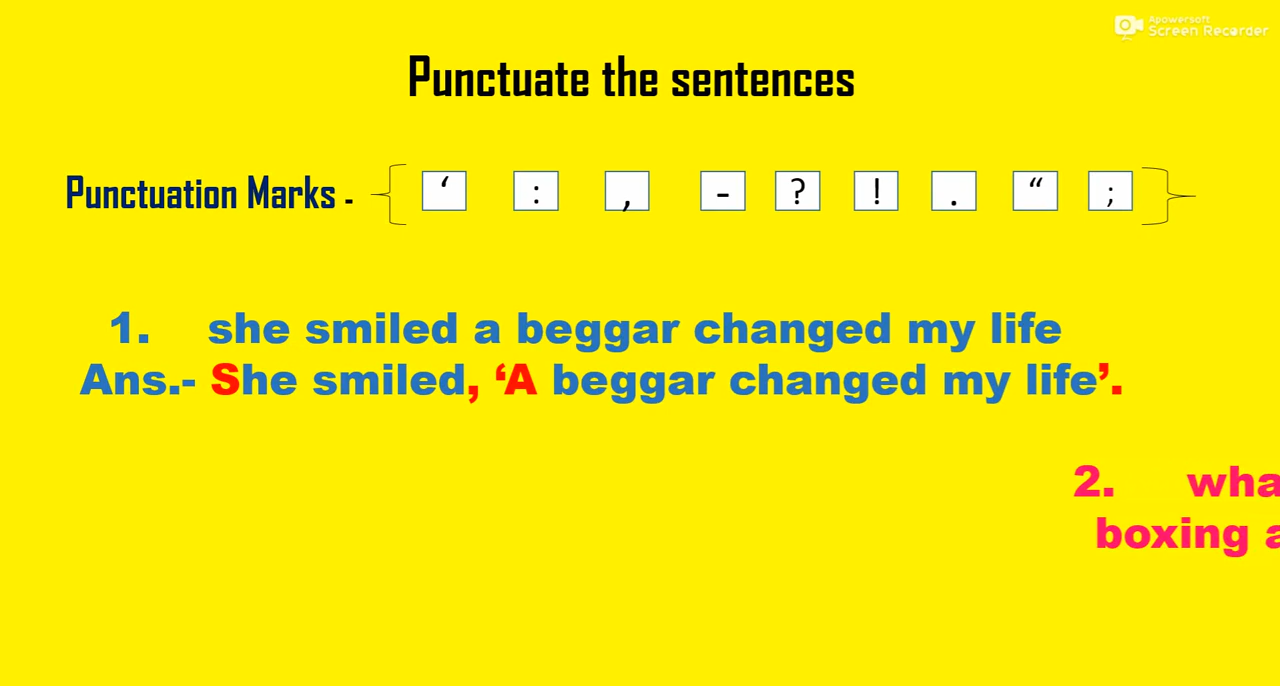 Apowersoft
Screen Recorder
Punctuate the sentences
Punctuation Marks - ‘ : , - ? ! . “ ;
1. she smiled a beggar changed my life
Ans.- She smiled, ‘A beggar changed my life’.
2.
boxing